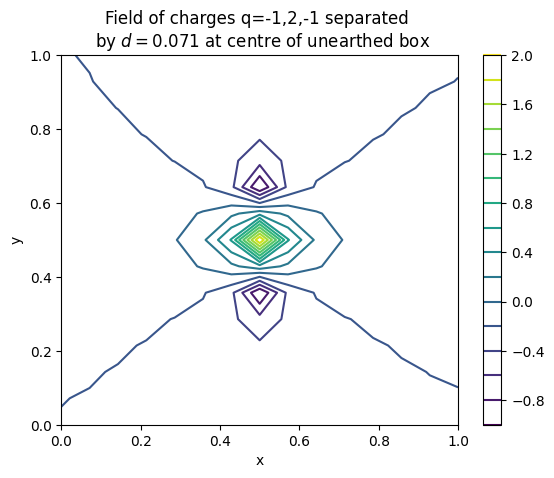 Field of charges q=-1,2,-1 separated
by d = 0.071 at centre of unearthed box
1.0
0.8
0.6
0.4
0.2
0.0
y
0.0 0.2 0.4 0.6 0.8 1.0
x
2.0
1.6
1.2
0.8
0.4
0.0
−0.4
−0.8